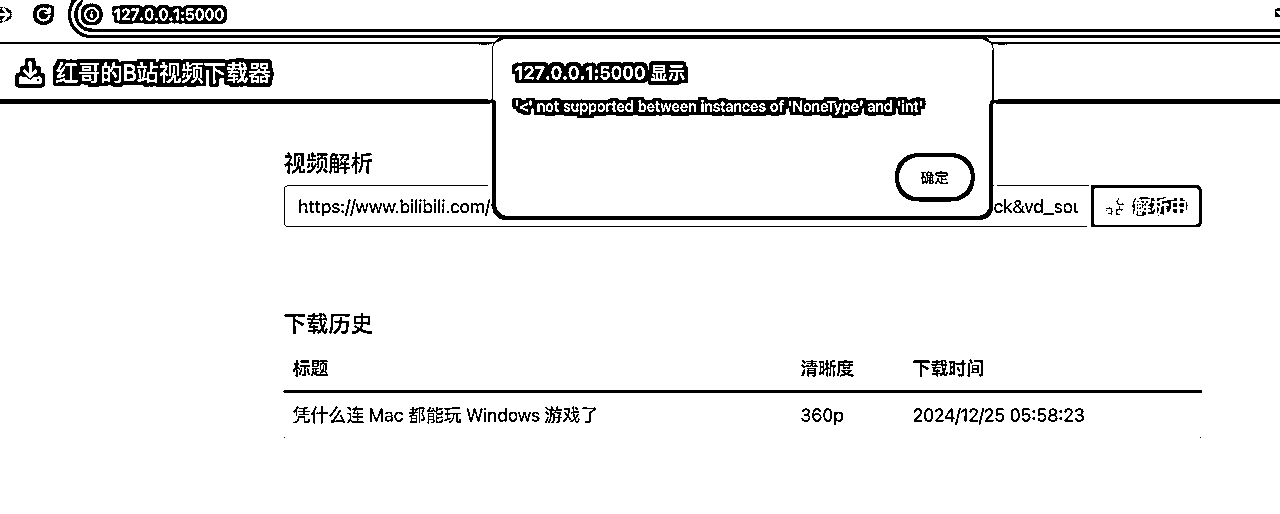 127.0.0.1:5000
红哥的B站视频下载器
127.0.0.1:5000 显示
'<' not supported between instances of 'NoneType' and 'int'
确定
视频解析
https://www.bilibili.com/
ck&vd_sou
解析中
下载历史
标题 清晰度 下载时间
凭什么连 Mac 都能玩 Windows 游戏了 360p 2024/12/25 05:58:23